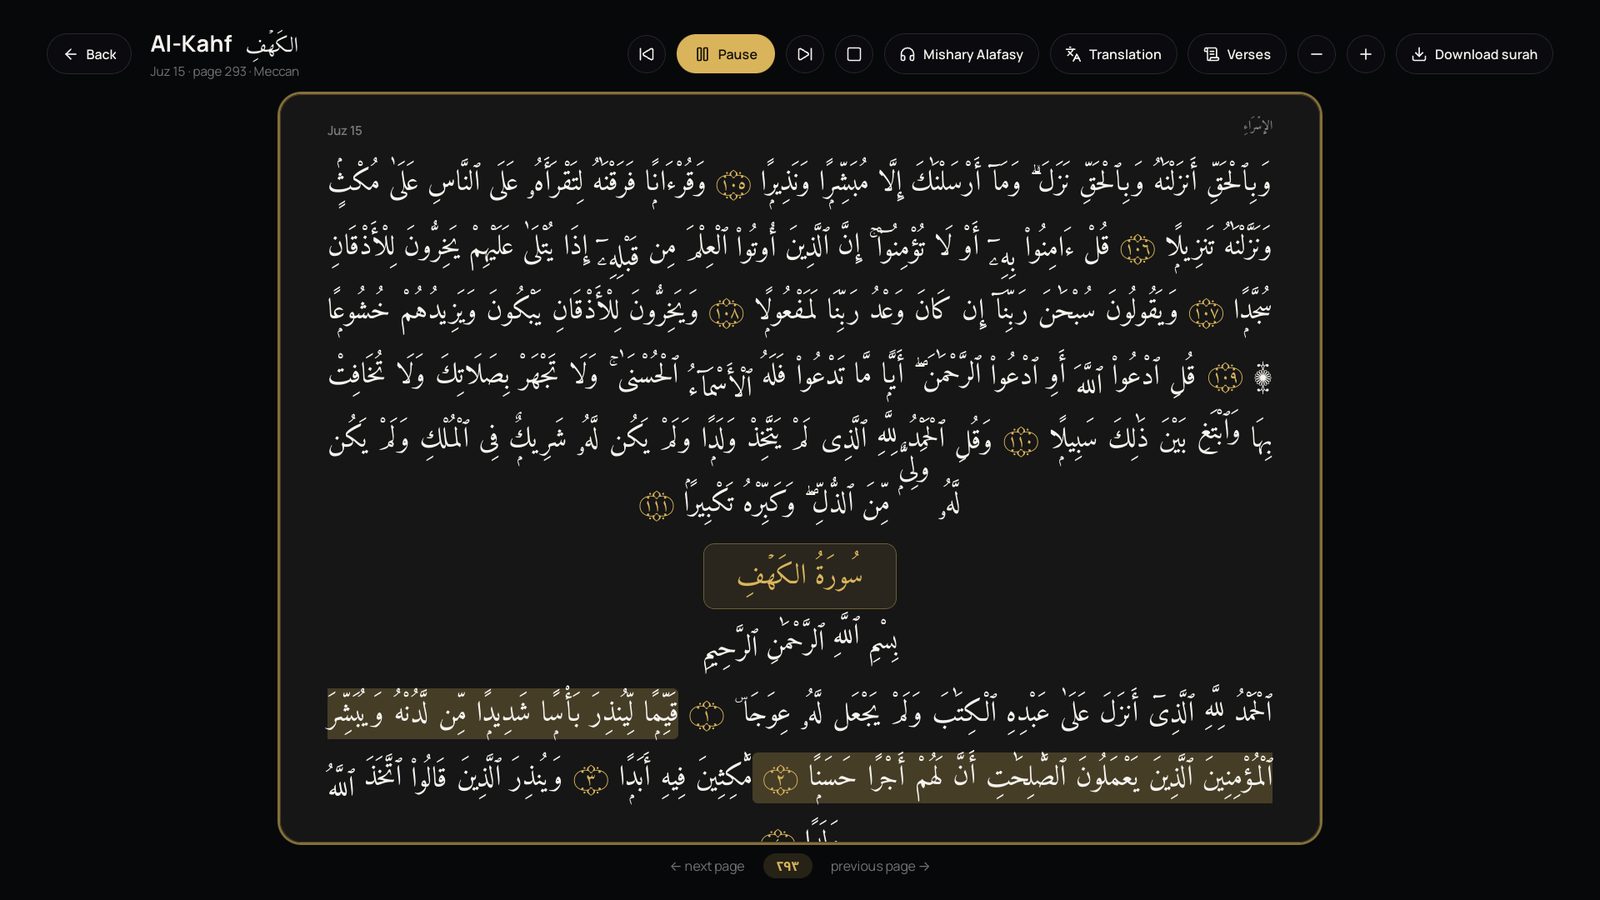 Back
Al-Kahf الكَهۡفِ
Juz 15 · page 293 · Meccan
Pause
Mishary Alafasy
Translation
Verses
Download surah
Juz 15
الإِسۡرَاءِ
وَبِٱلۡحَقِّ أَنزَلۡنَٰهُ وَبِٱلۡحَقِّ نَزَلَۗ وَمَآ أَرۡسَلۡنَٰكَ إِلَّا مُبَشِّرٗا وَنَذِيرٗا ١٠٥ وَقُرۡءَانٗا فَرَقۡنَٰهُ لِتَقۡرَأَهُۥ عَلَى ٱلنَّاسِ عَلَىٰ مُكۡثٖ
وَنَزَّلۡنَٰهُ تَنزِيلٗا ١٠٦ قُلۡ ءَامِنُواْ بِهِۦٓ أَوۡ لَا تُؤۡمِنُوٓاْۚ إِنَّ ٱلَّذِينَ أُوتُواْ ٱلۡعِلۡمَ مِن قَبۡلِهِۦٓ إِذَا يُتۡلَىٰ عَلَيۡهِمۡ يَخِرُّونَ لِلۡأَذۡقَانِ
سُجَّدٗا ١٠٧ وَيَقُولُونَ سُبۡحَٰنَ رَبِّنَآ إِن كَانَ وَعۡدُ رَبِّنَا لَمَفۡعُولٗا ١٠٨ وَيَخِرُّونَ لِلۡأَذۡقَانِ يَبۡكُونَ وَيَزِيدُهُمۡ خُشُوعٗا
۞ ١٠٩ قُلِ ٱدۡعُواْ ٱللَّهَ أَوِ ٱدۡعُواْ ٱلرَّحۡمَٰنَۖ أَيّٗا مَّا تَدۡعُواْ فَلَهُ ٱلۡأَسۡمَآءُ ٱلۡحُسۡنَىٰۚ وَلَا تَجۡهَرۡ بِصَلَاتِكَ وَلَا تُخَافِتۡ
بِهَا وَٱبۡتَغِ بَيۡنَ ذَٰلِكَ سَبِيلٗا ١١٠ وَقُلِ ٱلۡحَمۡدُ لِلَّهِ ٱلَّذِي لَمۡ يَتَّخِذۡ وَلَدٗا وَلَمۡ يَكُن لَّهُۥ شَرِيكٞ فِي ٱلۡمُلۡكِ وَلَمۡ يَكُن
لَّهُۥ وَلِيّٞ مِّنَ ٱلذُّلِّۖ وَكَبِّرۡهُ تَكۡبِيرَۢا ١١١
سُورَةُ الكَهۡفِ
بِسۡمِ ٱللَّهِ ٱلرَّحۡمَٰنِ ٱلرَّحِيمِ
ٱلۡحَمۡدُ لِلَّهِ ٱلَّذِيٓ أَنزَلَ عَلَىٰ عَبۡدِهِ ٱلۡكِتَٰبَ وَلَمۡ يَجۡعَل لَّهُۥ عِوَجَاۜ ١ قَيِّمٗا لِّيُنذِرَ بَأۡسٗا شَدِيدٗا مِّن لَّدُنۡهُ وَيُبَشِّرَ
ٱلۡمُؤۡمِنِينَ ٱلَّذِينَ يَعۡمَلُونَ ٱلصَّٰلِحَٰتِ أَنَّ لَهُمۡ أَجۡرًا حَسَنٗا ٢ مَّٰكِثِينَ فِيهِ أَبَدٗا ٣ وَيُنذِرَ ٱلَّذِينَ قَالُواْ ٱتَّخَذَ ٱللَّهُ
← next page
٢٩٣
previous page →